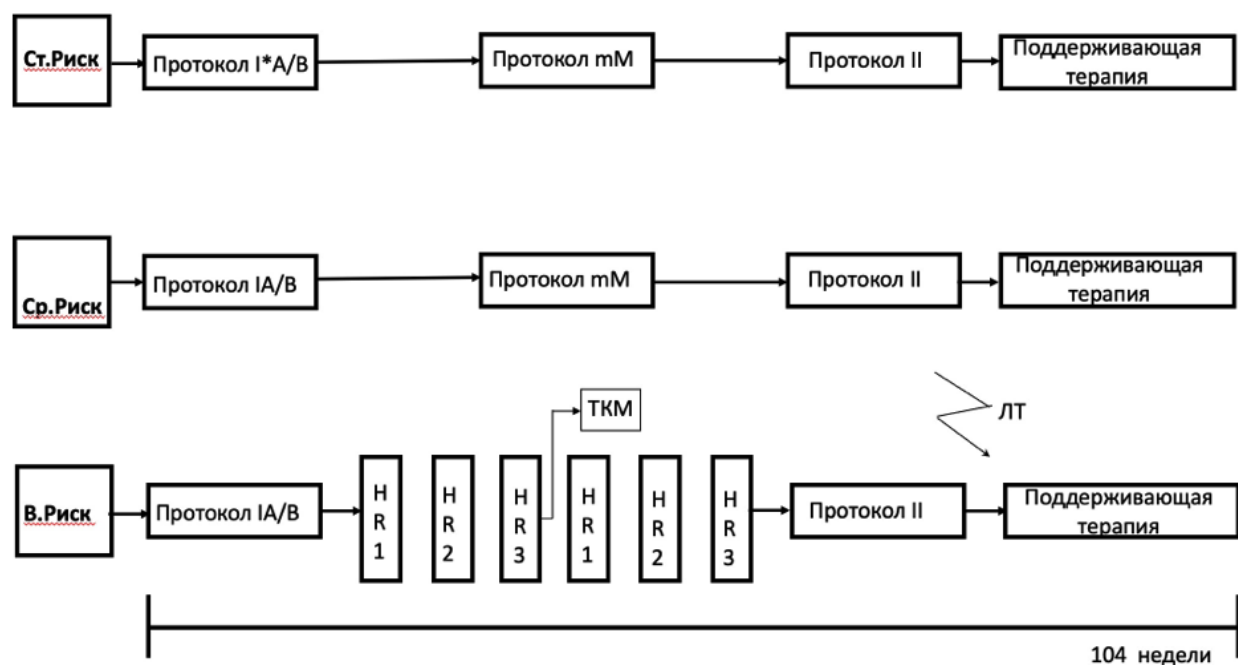 Ст.Риск
Протокол I*A/B
Протокол mM
Протокол II
Поддерживающая
терапия
Ср.Риск
Протокол IA/B
Протокол mM
Протокол II
Поддерживающая
терапия
ТКМ
ЛТ
В.Риск
Протокол IA/B
H
R
1
H
R
2
H
R
3
H
R
1
H
R
2
H
R
3
Протокол II
Поддерживающая
терапия
104 недели